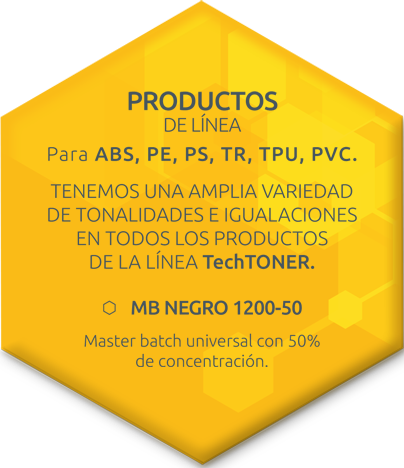 PRODUCTOS
DE LÍNEA
Para ABS, PE, PS, TR, TPU, PVC.
TENEMOS UNA AMPLIA VARIEDAD
DE TONALIDADES E IGUALACIONES
EN TODOS LOS PRODUCTOS
DE LA LÍNEA TechTONER.
MB NEGRO 1200-50
Master batch universal con 50%
de concentración.